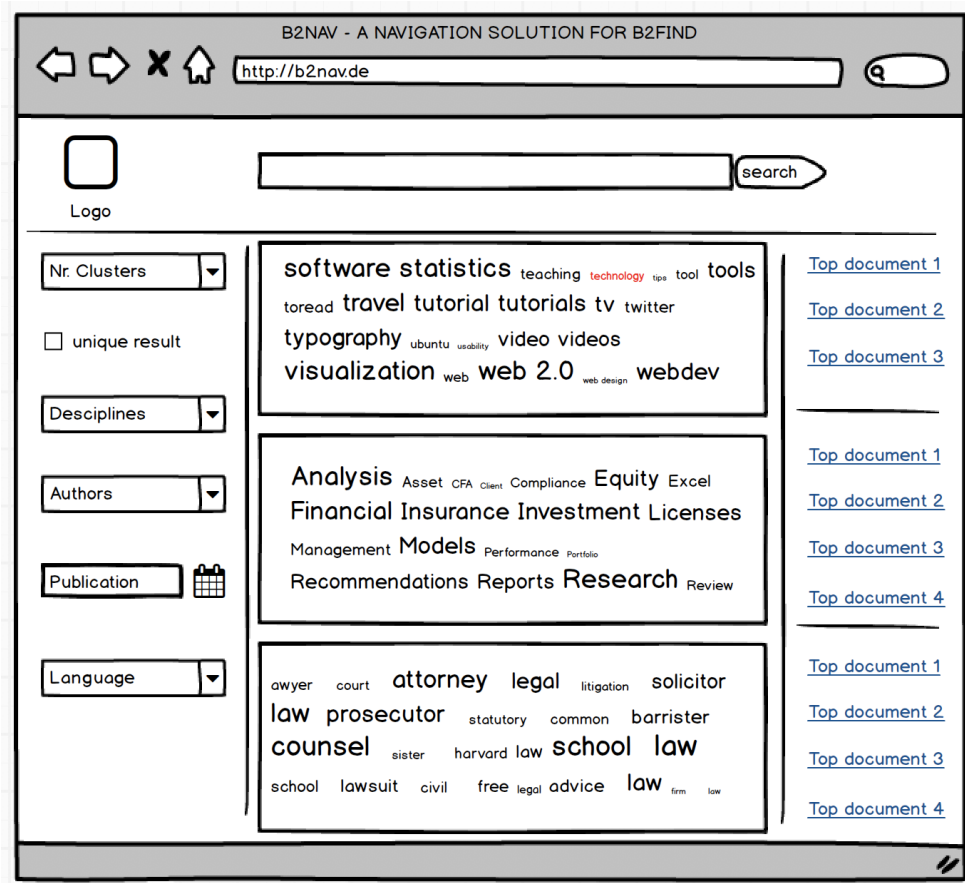 B2NAV - A NAVIGATION SOLUTION FOR B2FIND
http://b2nav.de
search
Logo
Nr. Clusters
unique result
Desciplines
Authors
Publication
Language
software statistics teaching technology tips tool tools
toread travel tutorial tutorials tv twitter
typography ubuntu usability video videos
visualization web web 2.0 web design webdev
Analysis Asset CFA Client Compliance Equity Excel
Financial Insurance Investment Licenses
Management Models Performance Portfolio
Recommendations Reports Research Review
awyer court attorney legal litigation solicitor
law prosecutor statutory common barrister
counsel sister harvard law school law
school lawsuit civil free legal advice law firm law
Top document 1
Top document 2
Top document 3
Top document 1
Top document 2
Top document 3
Top document 4
Top document 1
Top document 2
Top document 3
Top document 4